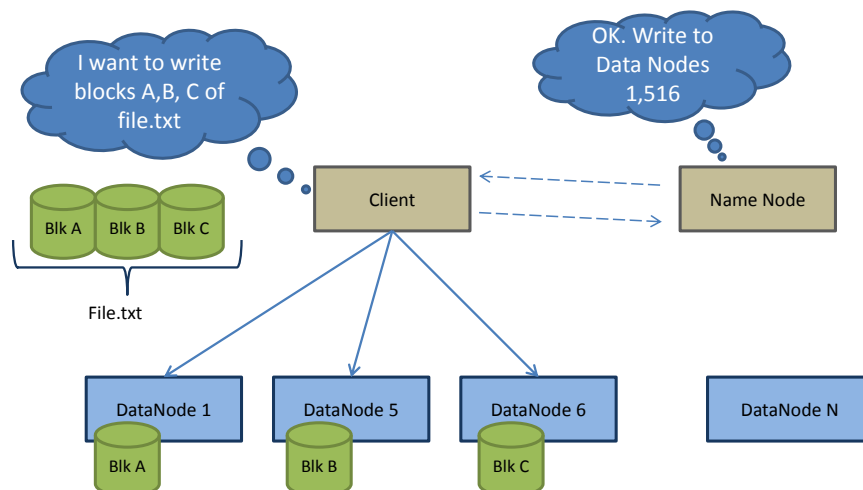 I want to write
blocks A,B, C of
file.txt
OK. Write to
Data Nodes
1,516
Client
Name Node
Blk A
Blk B
Blk C
File.txt
DataNode 1
DataNode 5
DataNode 6
DataNode N
Blk A
Blk B
Blk C